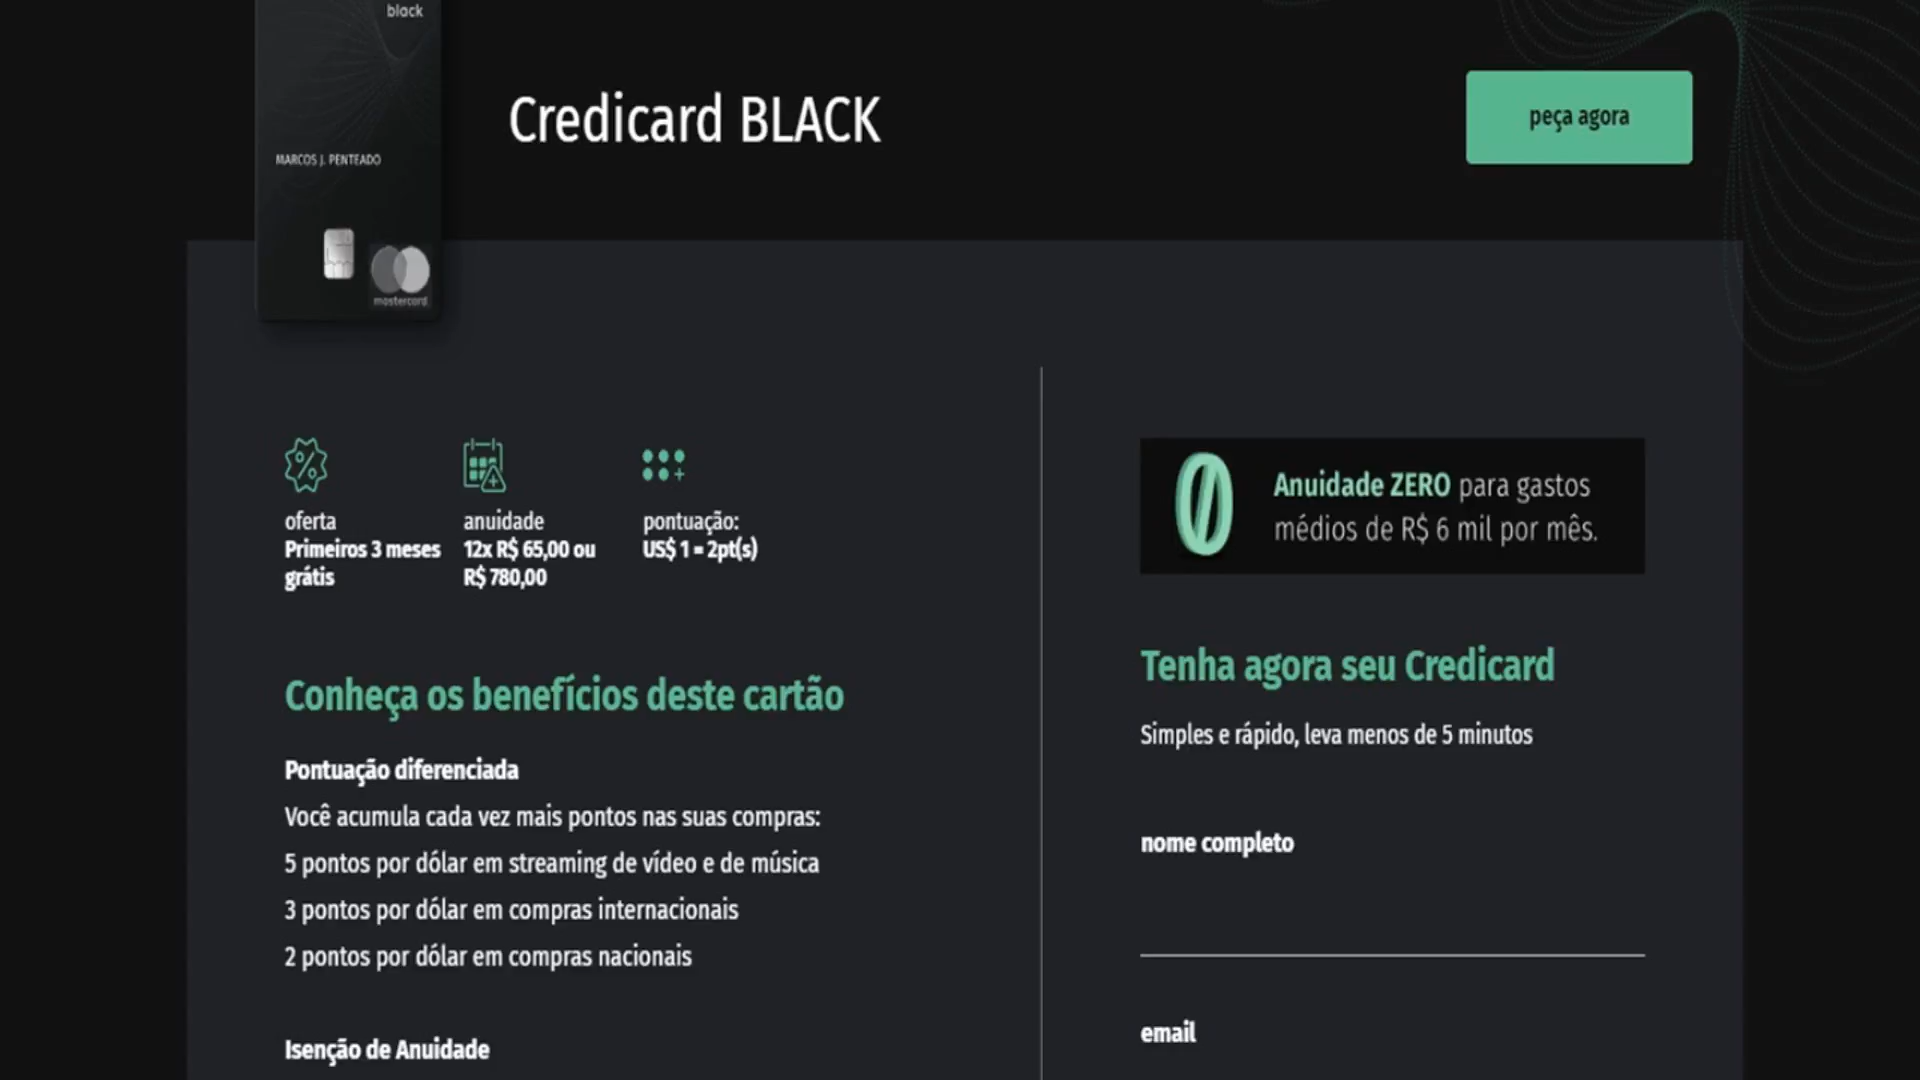 black
MARCOS J. PENTEADO
mastercard
Credicard BLACK
peça agora
oferta
Primeiros 3 meses
grátis
anuidade
12x R$ 65,00 ou
R$ 780,00
pontuação:
US$ 1 = 2pt(s)
Conheça os benefícios deste cartão
Pontuação diferenciada
Você acumula cada vez mais pontos nas suas compras:
5 pontos por dólar em streaming de vídeo e de música
3 pontos por dólar em compras internacionais
2 pontos por dólar em compras nacionais
Isenção de Anuidade
0
Anuidade ZERO para gastos
médios de R$ 6 mil por mês.
Tenha agora seu Credicard
Simples e rápido, leva menos de 5 minutos
nome completo
email